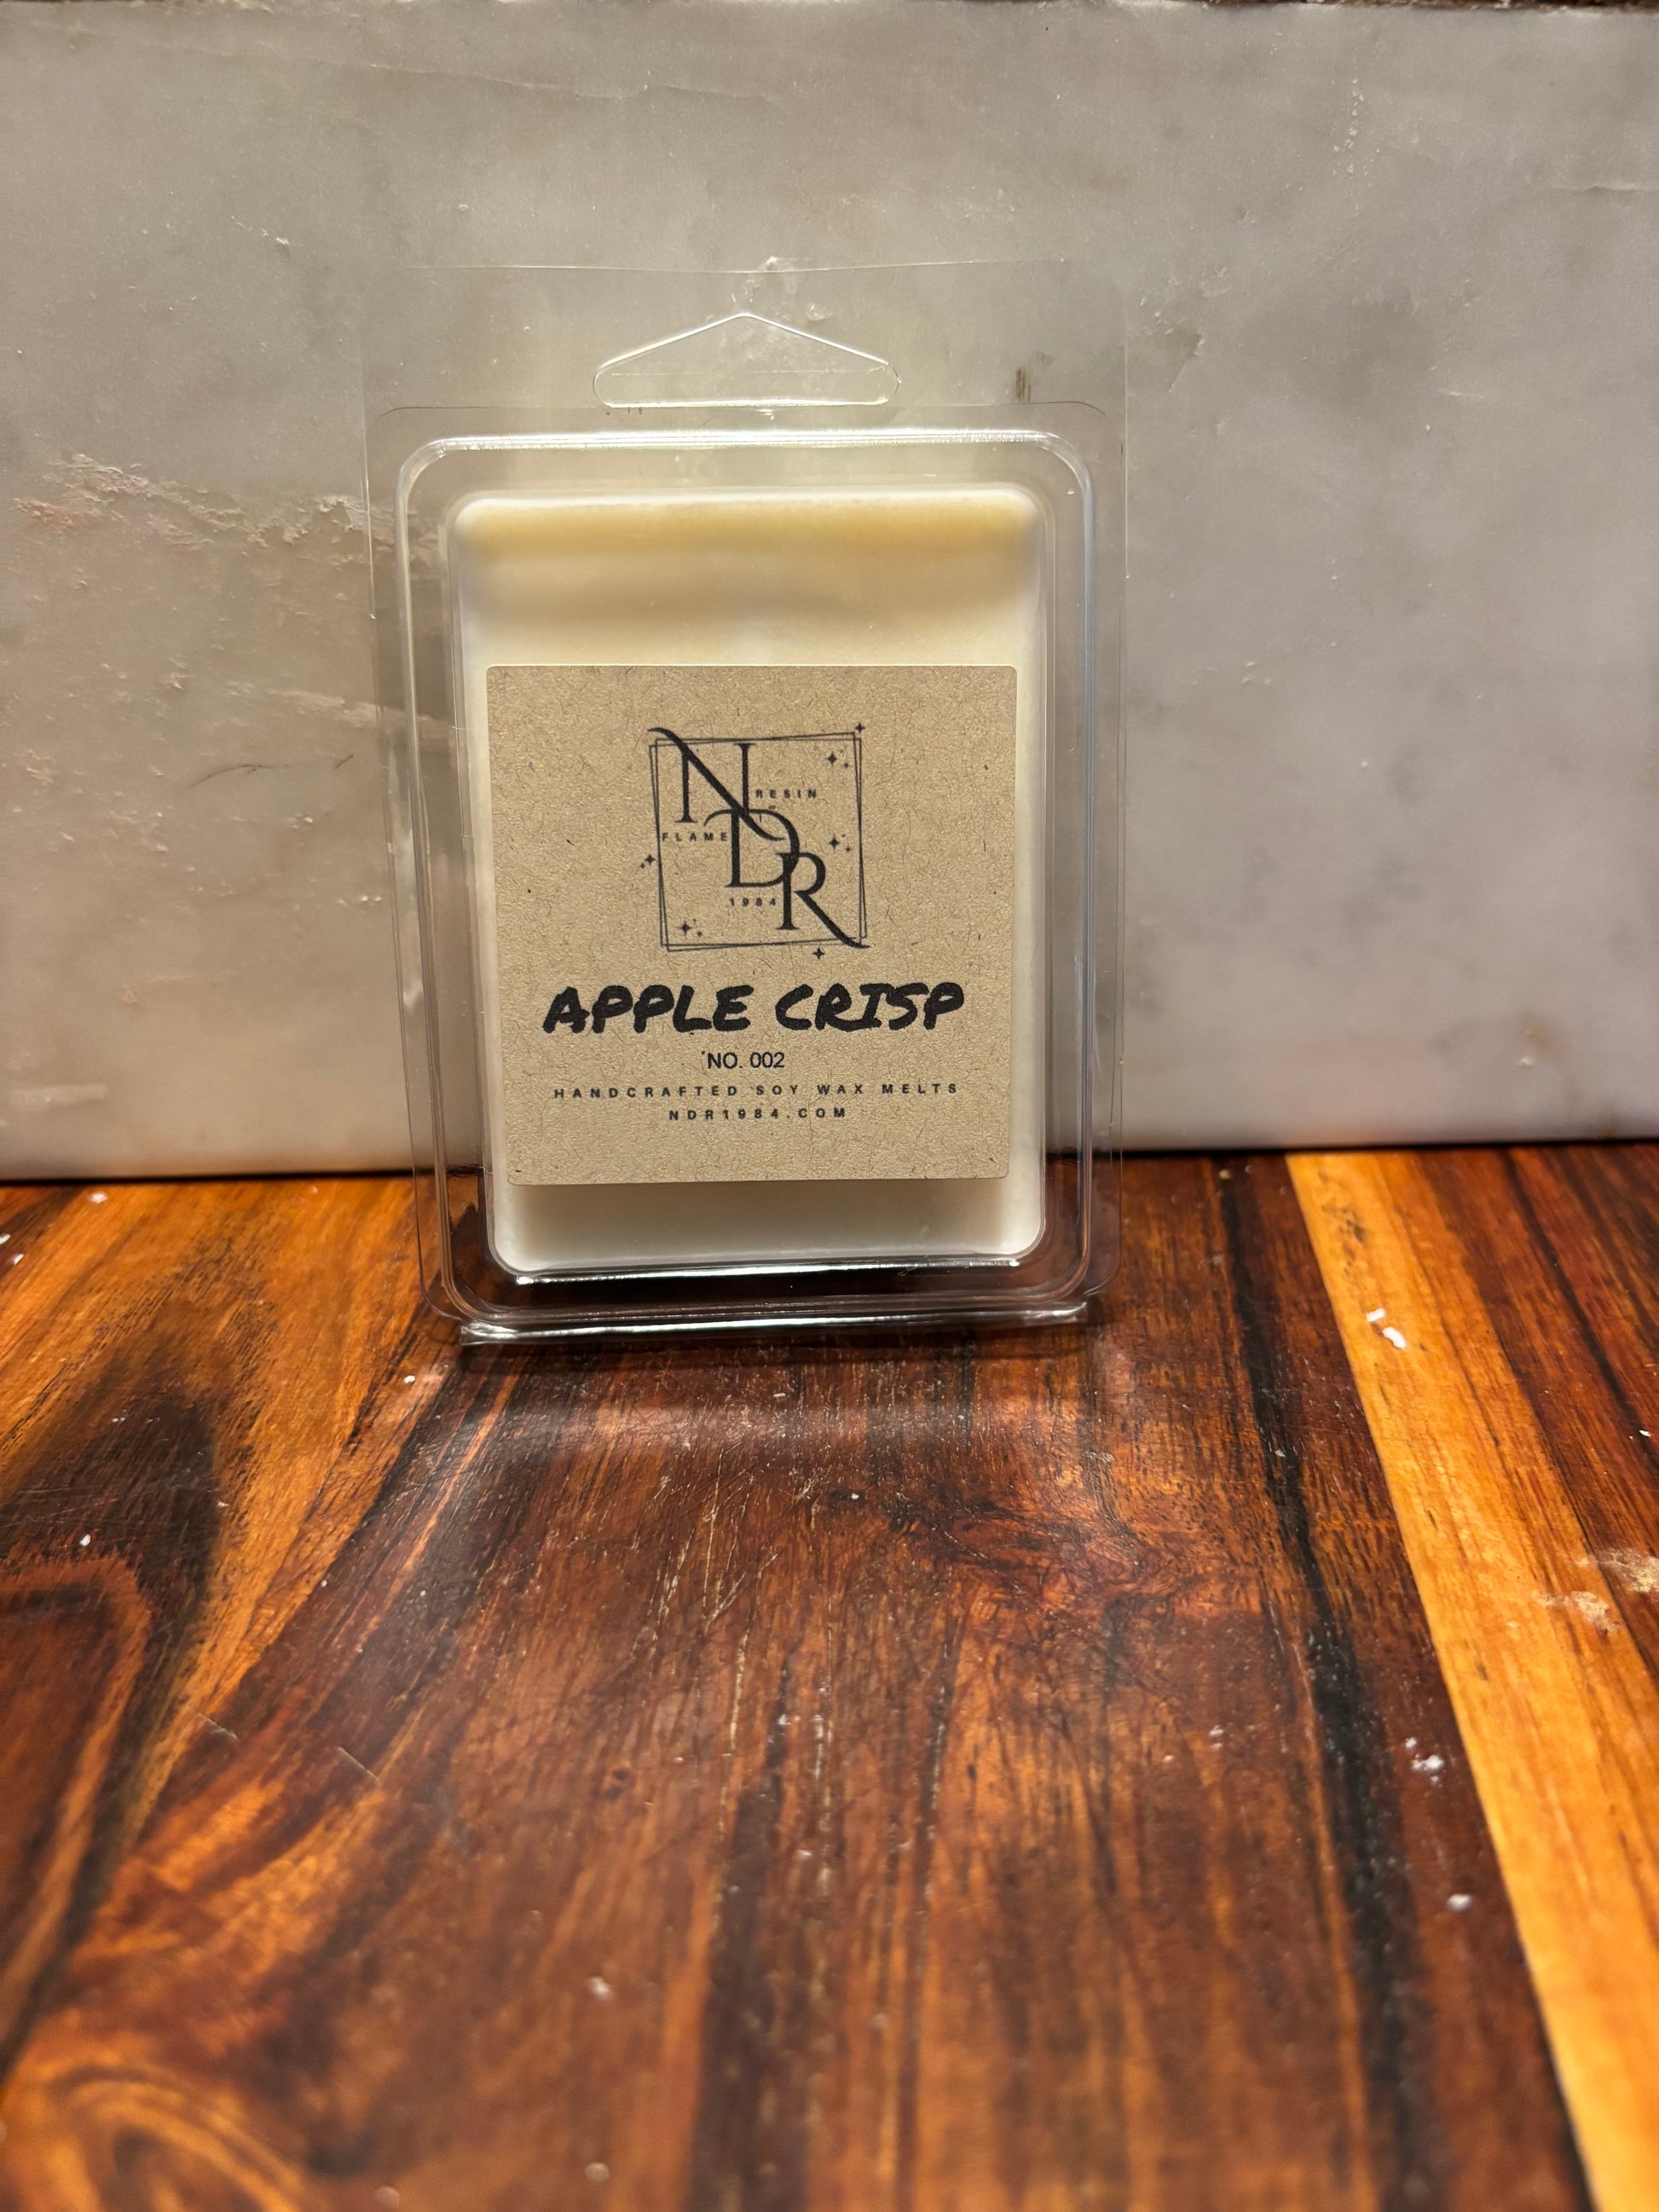 NDR
RESIN
FLAME
1984
APPLE CRISP
NO. 002
HANDCRAFTED SOY WAX MELTS
NDR1984.COM